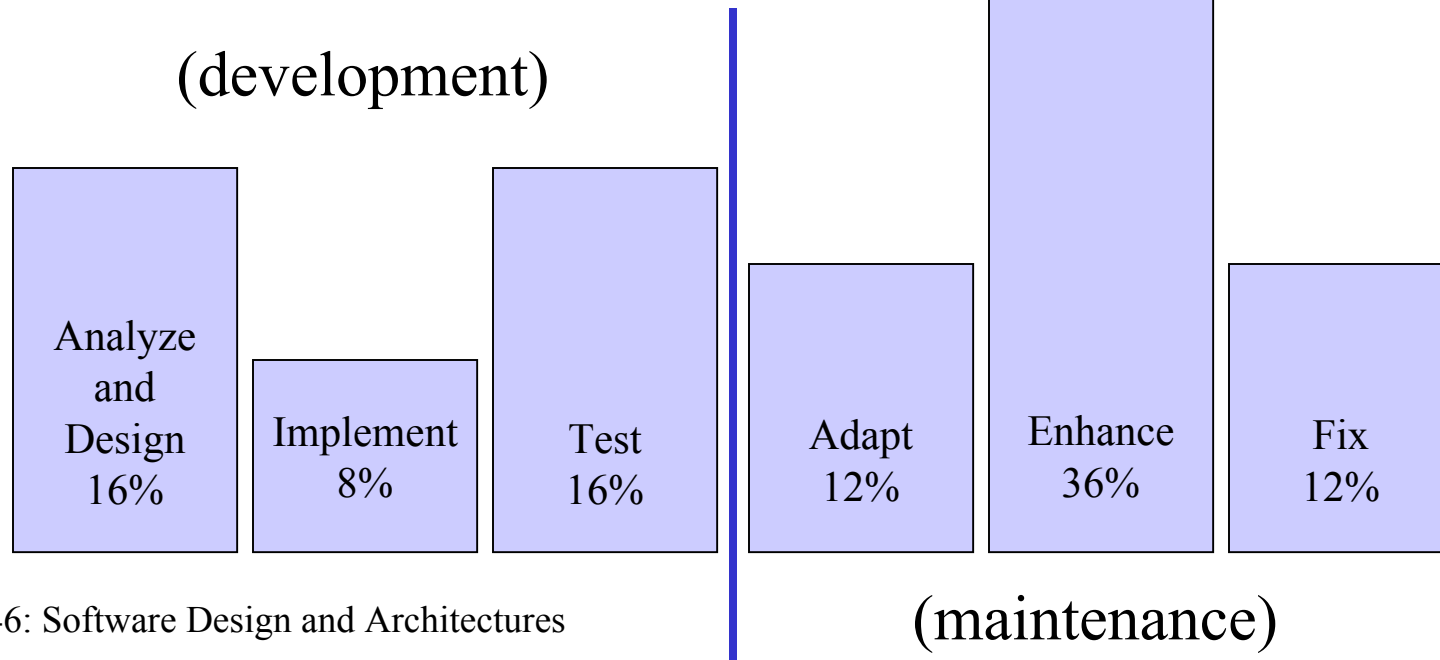 (development)
Analyze
and
Design
16%
Implement
8%
Test
16%
Adapt
12%
Enhance
36%
Fix
12%
-6: Software Design and Architectures
(maintenance)